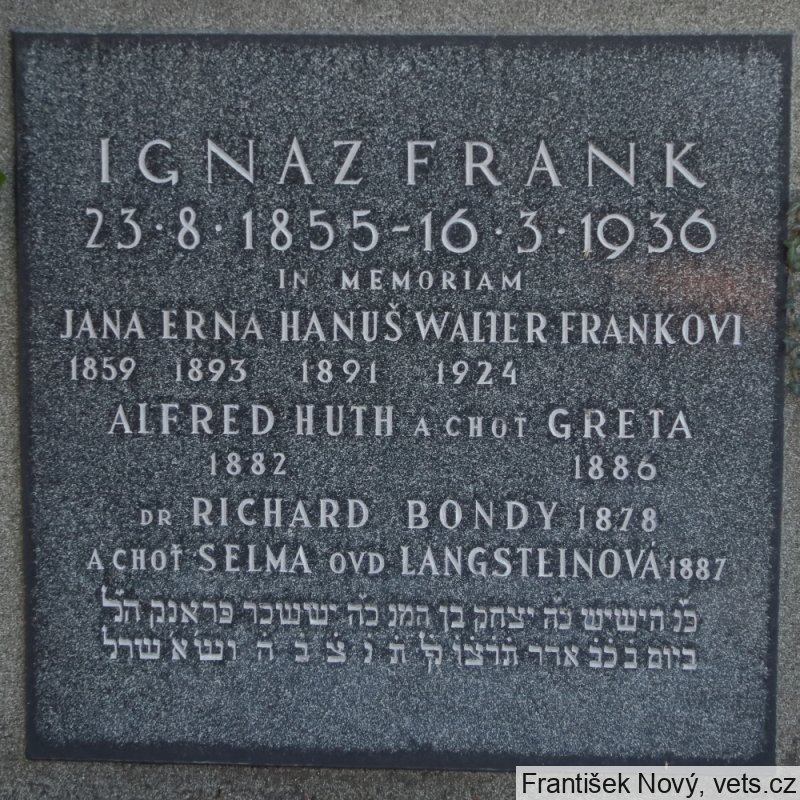 IGNAZ FRANK
23·8·1855-16·3·1936
IN MEMORIAM
JANA ERNA HANUŠ WALTER FRANKOVI
1859 1893 1891 1924
ALFRED HUTH A CHOŤ GRETA
1882 1886
DR RICHARD BONDY 1878
A CHOŤ SELMA OVD LANGSTEINOVÁ 1887
הישיש כ"ה יצחק בן המנ כ"ה יששכר פראנק
ביום כ"ב אדר תרצו ת נ צ ב ה
František Nový, vets.cz